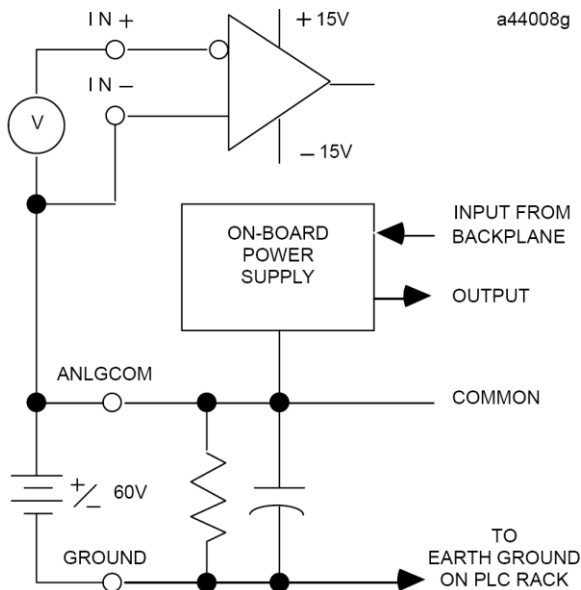 IN + 
+ 15V
a44008g
IN –
V
– 15V
ON-BOARD
POWER
SUPPLY
INPUT FROM
BACKPLANE
OUTPUT
ANLGCOM
COMMON
+/– 60V
GROUND
TO
EARTH GROUND
ON PLC RACK